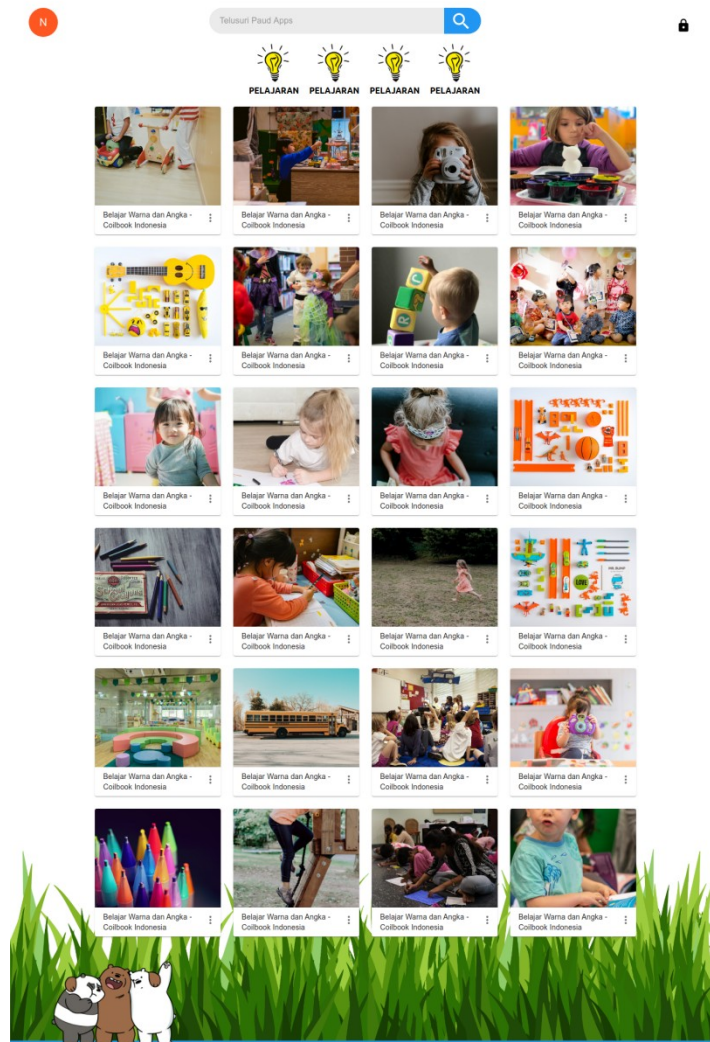 N
Telusuri Paud Apps
PELAJARAN PELAJARAN PELAJARAN PELAJARAN
Belajar Warna dan Angka -
Coilbook Indonesia
Belajar Warna dan Angka -
Coilbook Indonesia
Belajar Warna dan Angka -
Coilbook Indonesia
Belajar Warna dan Angka -
Coilbook Indonesia
Belajar Warna dan Angka -
Coilbook Indonesia
Belajar Warna dan Angka -
Coilbook Indonesia
Belajar Warna dan Angka -
Coilbook Indonesia
Belajar Warna dan Angka -
Coilbook Indonesia
Belajar Warna dan Angka -
Coilbook Indonesia
Belajar Warna dan Angka -
Coilbook Indonesia
Belajar Warna dan Angka -
Coilbook Indonesia
Belajar Warna dan Angka -
Coilbook Indonesia
LOVE
Belajar Warna dan Angka -
Coilbook Indonesia
Belajar Warna dan Angka -
Coilbook Indonesia
Belajar Warna dan Angka -
Coilbook Indonesia
Belajar Warna dan Angka -
Coilbook Indonesia
Belajar Warna dan Angka -
Coilbook Indonesia
Belajar Warna dan Angka -
Coilbook Indonesia
Belajar Warna dan Angka -
Coilbook Indonesia
Belajar Warna dan Angka -
Coilbook Indonesia
Belajar Warna dan Angka -
Coilbook Indonesia
Belajar Warna dan Angka -
Coilbook Indonesia
Belajar Warna dan Angka -
Coilbook Indonesia
Belajar Warna dan Angka -
Coilbook Indonesia